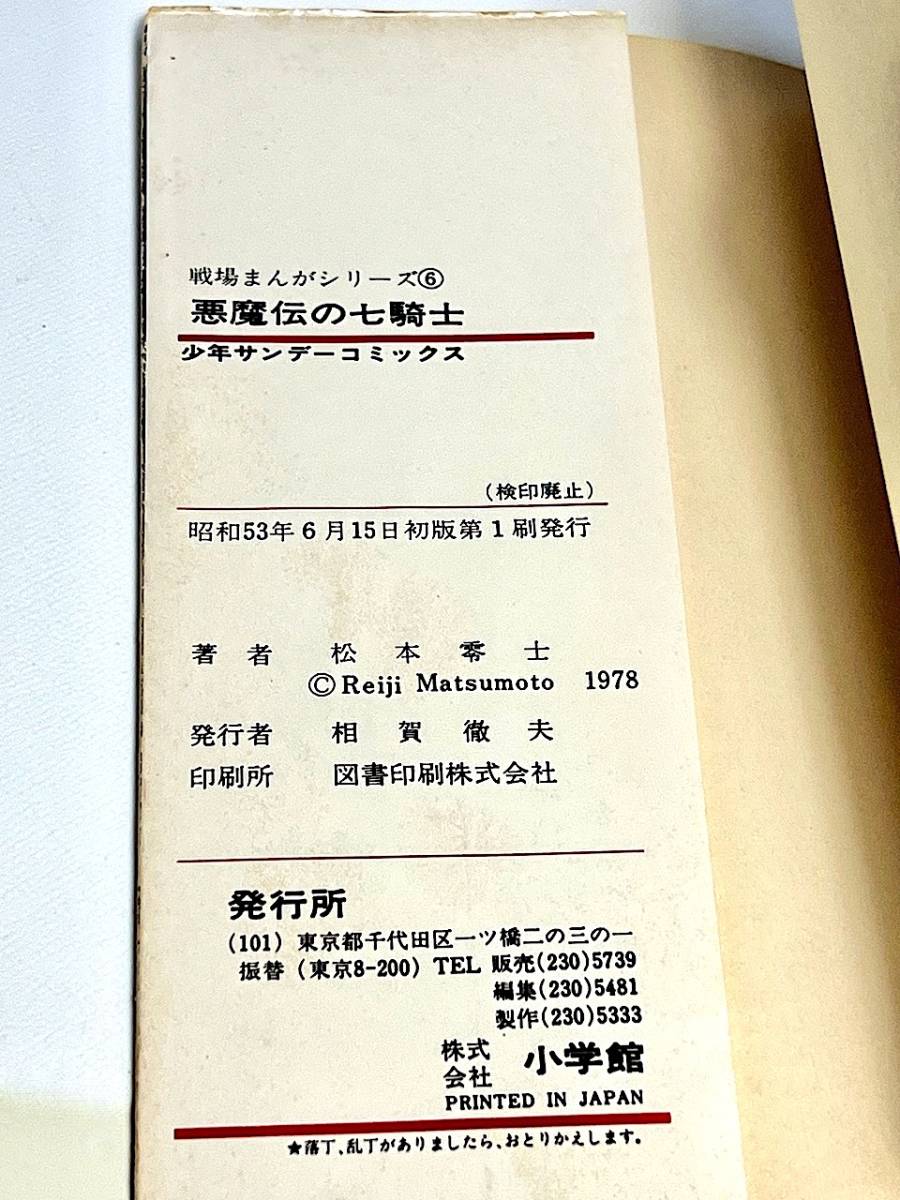 戦場まんがシリーズ⑥
悪魔伝の七騎士
少年サンデーコミックス
(検印廃止)
昭和53年6月15日初版第1刷発行
著者 松本零士
©Reiji Matsumoto 1978
発行者 相賀徹夫
印刷所 図書印刷株式会社
発行所
(101) 東京都千代田区一ツ橋二の三の一
振替 (東京8-200) TEL 販売(230)5739
編集(230)5481
製作(230)5333
株式会社 小学館
PRINTED IN JAPAN
★落丁、乱丁がありましたら、おとりかえします。